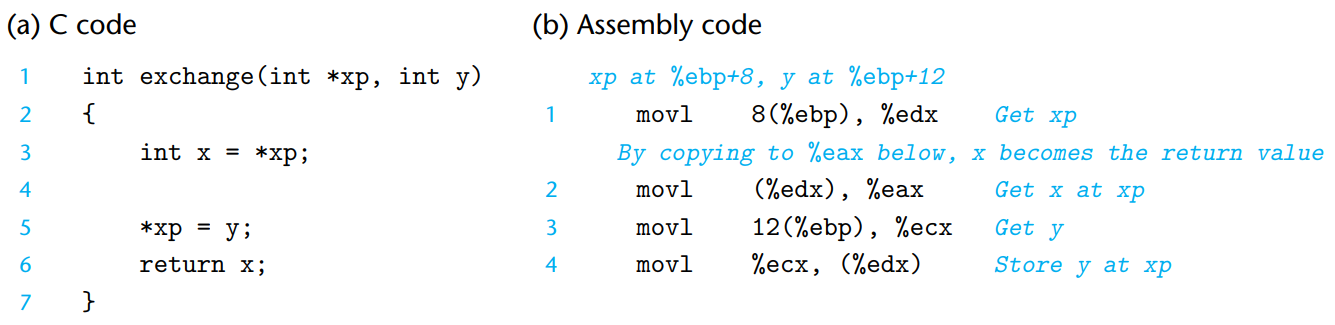 (a) C code
1 int exchange(int *xp, int y)
2 {
3 int x = *xp;
4
5 *xp = y;
6 return x;
7 }
(b) Assembly code
xp at %ebp+8, y at %ebp+12
1 movl 8(%ebp), %edx Get xp
By copying to %eax below, x becomes the return value
2 movl (%edx), %eax Get x at xp
3 movl 12(%ebp), %ecx Get y
4 movl %ecx, (%edx) Store y at xp